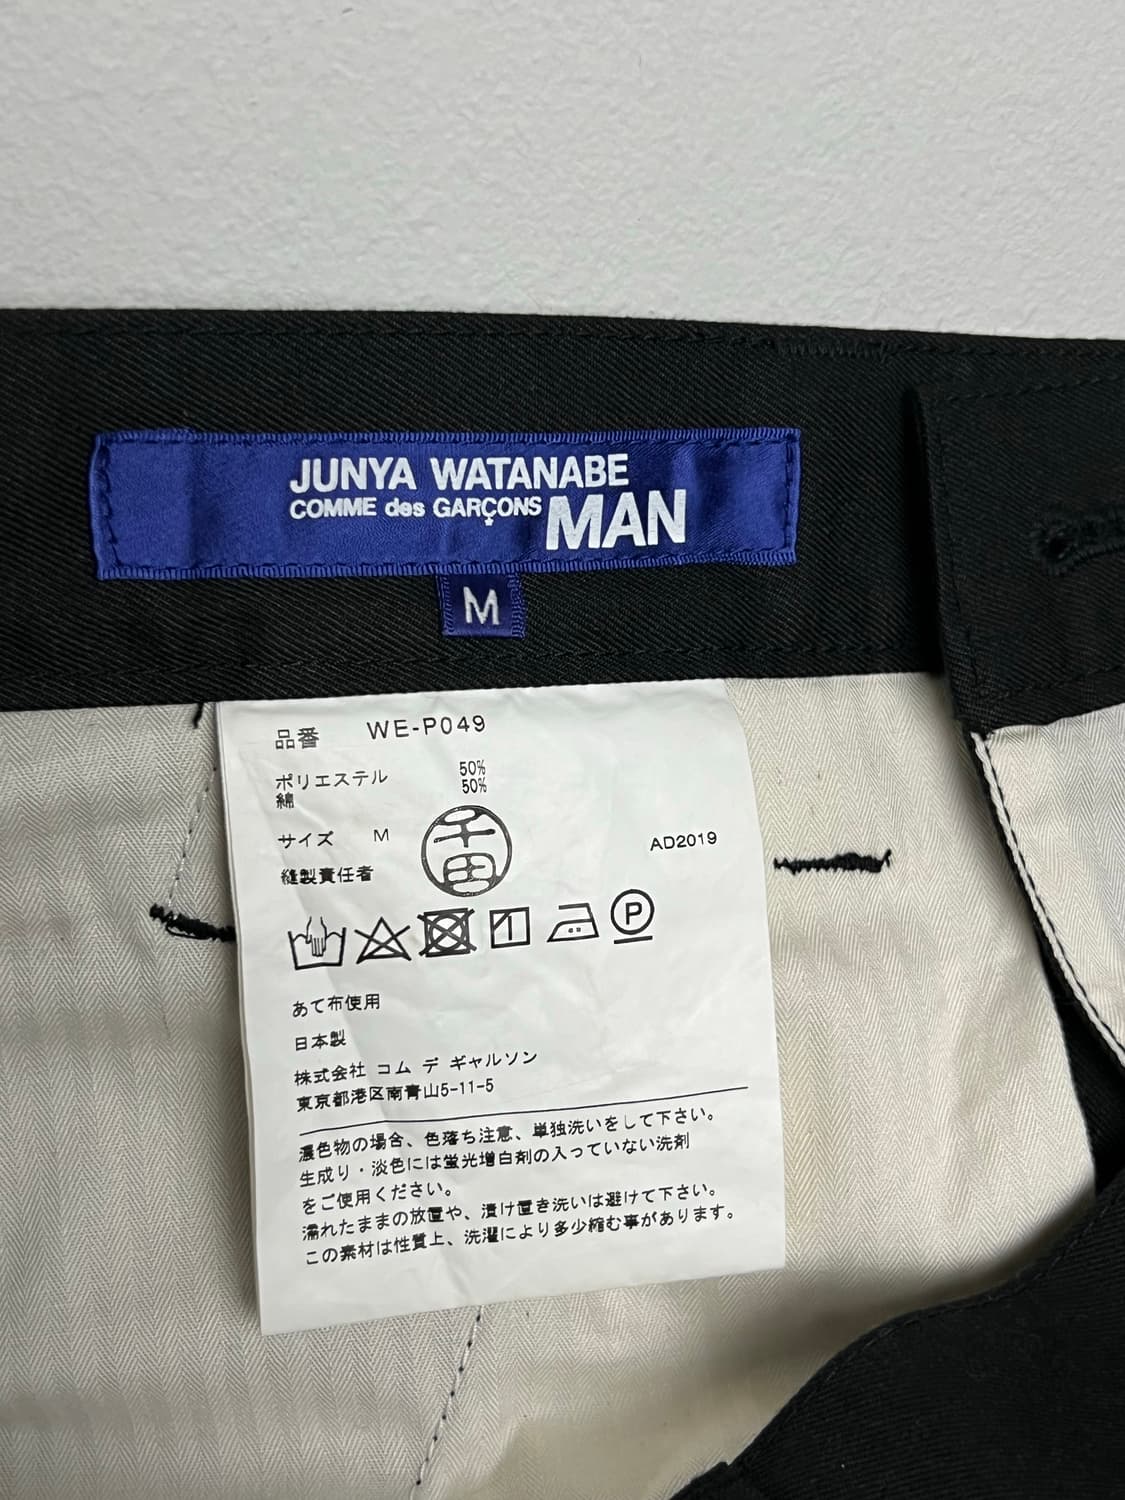 JUNYA WATANABE
COMME des GARÇONS MAN
M
品番 WE-P049
ポリエステル 50%
綿 50%
サイズ M
千田
AD2019
縫製責任者
P
あて布使用
日本製
株式会社 コム デ ギャルソン
東京都港区南青山5-11-5
濃色物の場合、色落ち注意、単独洗いをして下さい。
生成り・淡色には蛍光増白剤の入っていない洗剤
をご使用ください。
濡れたままの放置や、漬け置き洗いは避けて下さい。
この素材は性質上、洗濯により多少縮む事があります。